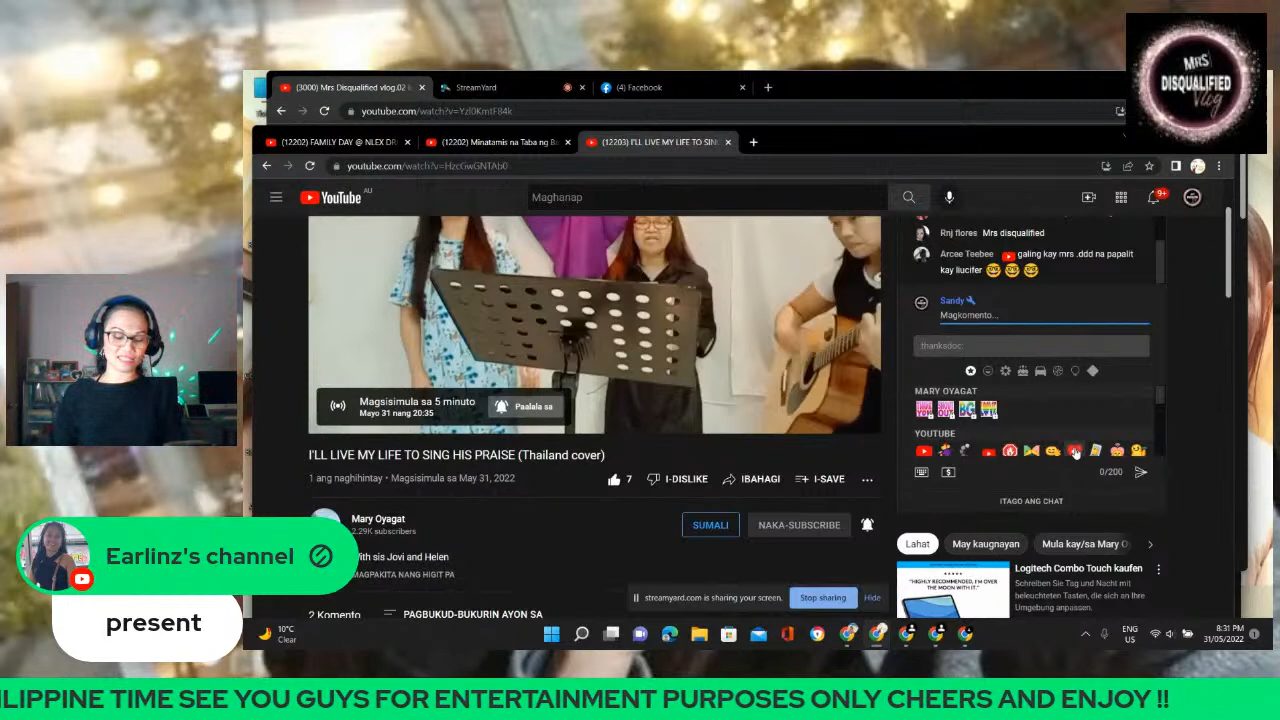 MRS
DISQUALIFIED
Vlog
(3000) Mrs Disqualified vlog.02
StreamYard
(4) Facebook
youtube.com/watch?v=YzI0KmtF84k
(12202) FAMILY DAY @ NLEX
(12202) Minatamis na Taba ng
(12203) I'LL LIVE MY LIFE TO
youtube.com/watch?v=HzcGwGNTAb0
YouTube AU
Maghanap
9+
Rnj flores Mrs disqualified
Arcee Teebee galing kay mrs .ddd na papalit
kay liucifer
Sandy
Magkomento...
:thanksdoc:
MARY OYAGAT
YOUTUBE
0/200
ITAGO ANG CHAT
Magsisimula sa 5 minuto
Mayo 31 nang 20:35
Paalala sa
I'LL LIVE MY LIFE TO SING HIS PRAISE (Thailand cover)
1 ang naghihintay • Magsisimula sa May 31, 2022
7
I-DISLIKE
IBAHAGI
I-SAVE
Mary Oyagat
2.29K subscribers
SUMALI
NAKA-SUBSCRIBE
With sis Jovi and Helen
MAGPAKITA NANG HIGIT PA
2 Komento
PAGBUKUD-BUKURIN AYON SA
Lahat
May kaugnayan
Mula kay/sa Mary O
"HIGHLY RECOMMENDED, I'M OVER
THE MOON WITH IT."
Logitech Combo Touch kaufen
Schreiben Sie Tag und Nacht mit
beleuchteten Tasten, die sich an Ihre
Umgebung anpassen.
streamyard.com is sharing your screen.
Stop sharing
Hide
Earlinz's channel
present
10°C
Clear
ENG
US
8:31 PM
31/05/2022
ILIPPINE TIME SEE YOU GUYS FOR ENTERTAINMENT PURPOSES ONLY CHEERS AND ENJOY !!